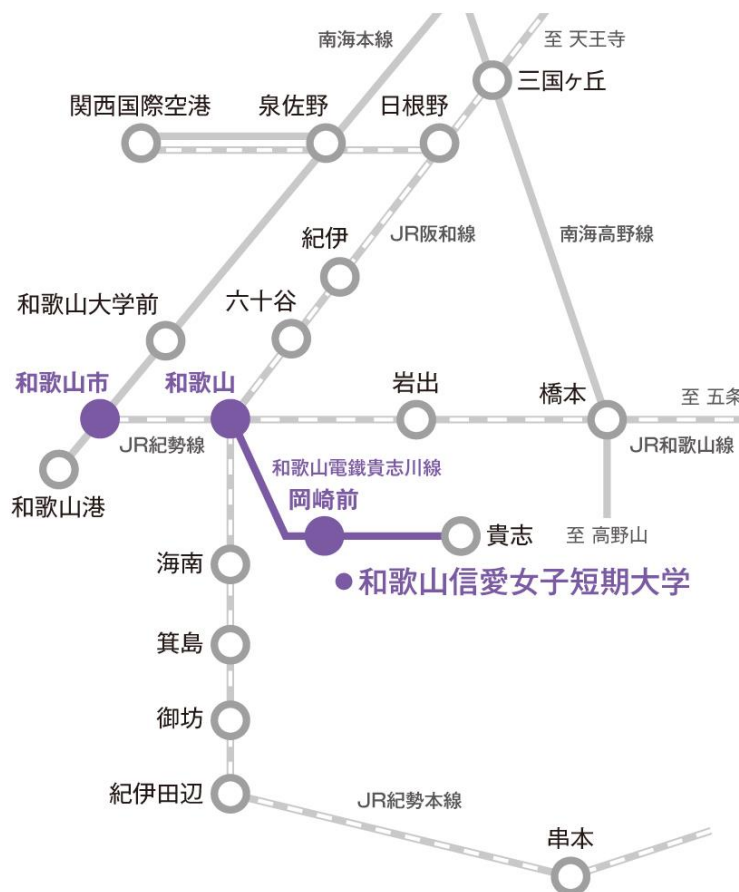 南海本線
至 天王寺
三国ヶ丘
関西国際空港
泉佐野
日根野
紀伊
JR阪和線
南海高野線
和歌山大学前
六十谷
和歌山市
和歌山
岩出
橋本
至 五条
JR紀勢線
JR和歌山線
和歌山電鐵貴志川線
和歌山港
岡崎前
貴志
至 高野山
海南
●和歌山信愛女子短期大学
箕島
御坊
紀伊田辺
JR紀勢本線
串本